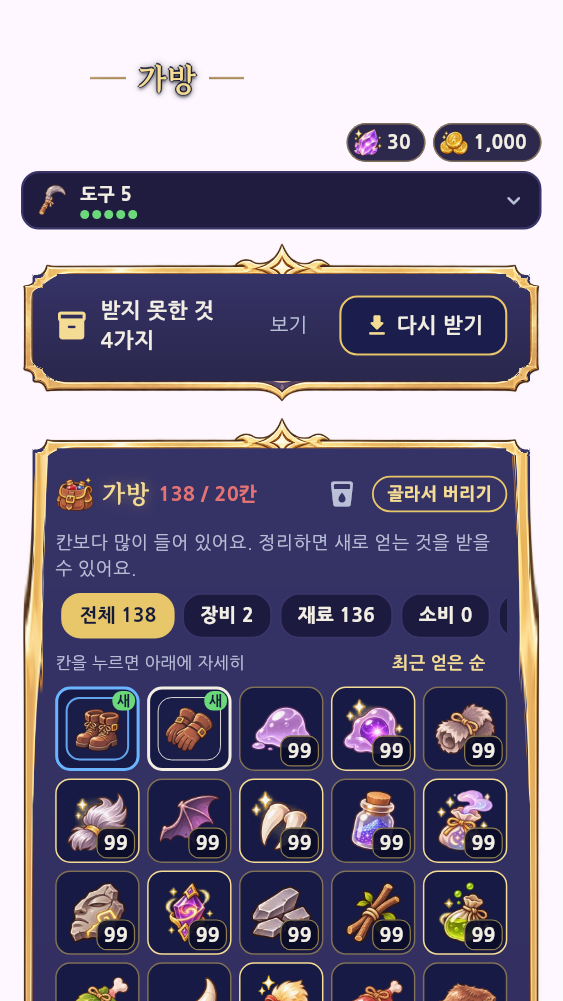 가방
30
1,000
도구 5
받지 못한 것
4가지
보기
다시 받기
가방
138 / 20칸
골라서 버리기
칸보다 많이 들어 있어요. 정리하면 새로 얻는 것을 받을
수 있어요.
전체 138
장비 2
재료 136
소비 0
칸을 누르면 아래에 자세히
최근 얻은 순
새
새
99
99
99
99
99
99
99
99
99
99
99
99
99